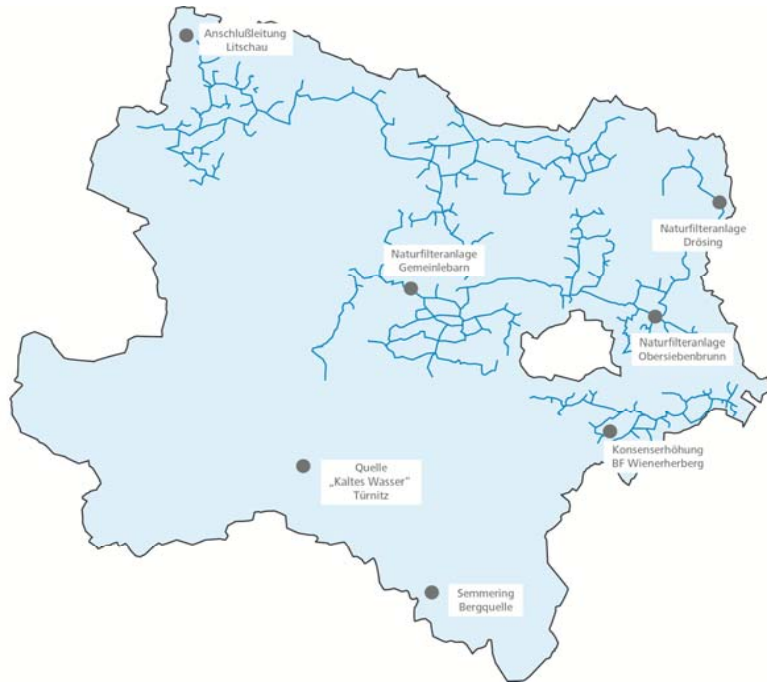 Anschlußleitung
Litschau
Naturfilteranlage
Drösing
Naturfilteranlage
Gemeinlebarn
Naturfilteranlage
Obersiebenbrunn
Konsenserhöhung
BF Wienerherberg
Quelle
„Kaltes Wasser"
Türnitz
Semmering
Bergquelle